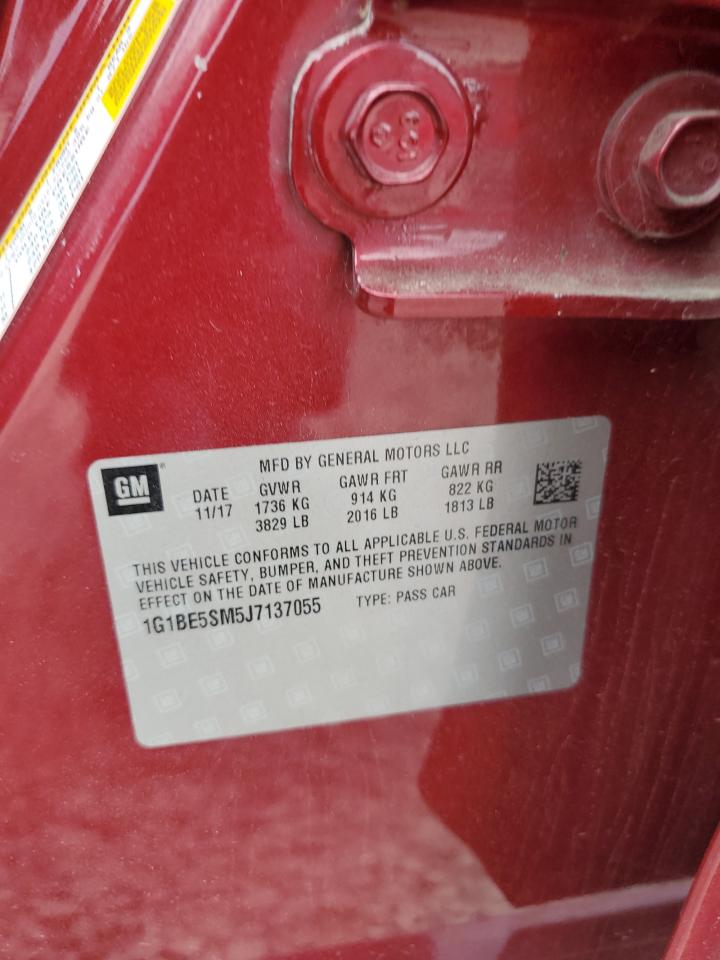 GM
MFD BY GENERAL MOTORS LLC
DATE GVWR GAWR FRT GAWR RR
11/17 1736 KG 914 KG 822 KG
3829 LB 2016 LB 1813 LB
THIS VEHICLE CONFORMS TO ALL APPLICABLE U.S. FEDERAL MOTOR
VEHICLE SAFETY, BUMPER, AND THEFT PREVENTION STANDARDS IN
EFFECT ON THE DATE OF MANUFACTURE SHOWN ABOVE.
1G1BE5SM5J7137055 TYPE: PASS CAR